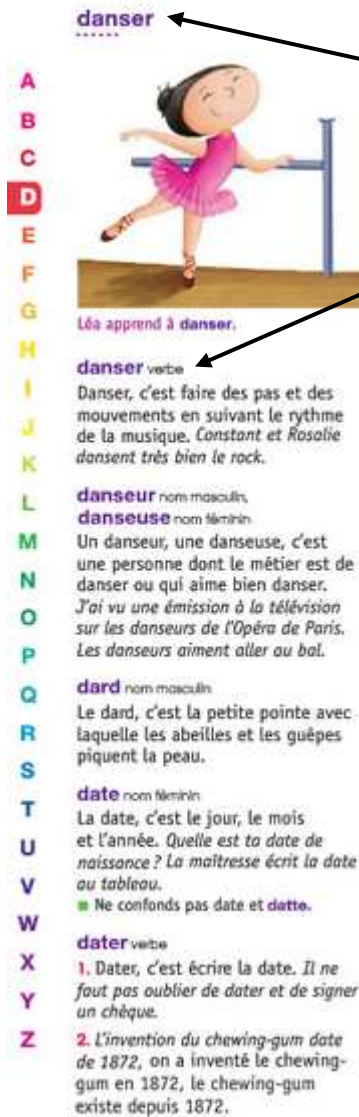 danser
A
B
C
D
E
F
G
H
I
J
K
L
M
N
O
P
Q
R
S
T
U
V
W
X
Y
Z
Léa apprend à danser.
danser verbe
Danser, c'est faire des pas et des
mouvements en suivant le rythme
de la musique. Constant et Rosalie
dansent très bien le rock.
danseur nom masculin,
danseuse nom féminin
Un danseur, une danseuse, c'est
une personne dont le métier est de
danser ou qui aime bien danser.
J'ai vu une émission à la télévision
sur les danseurs de l'Opéra de Paris.
Les danseurs aiment aller au bal.
dard nom masculin
Le dard, c'est la petite pointe avec
laquelle les abeilles et les guêpes
piquent la peau.
date nom féminin
La date, c'est le jour, le mois
et l'année. Quelle est ta date de
naissance ? La maîtresse écrit la date
au tableau.
Ne confonds pas date et datte.
dater verbe
1. Dater, c'est écrire la date. Il ne
faut pas oublier de dater et de signer
un chèque.
2. L'invention du chewing-gum date
de 1872, on a inventé le chewing-
gum en 1872, le chewing-gum
existe depuis 1872.